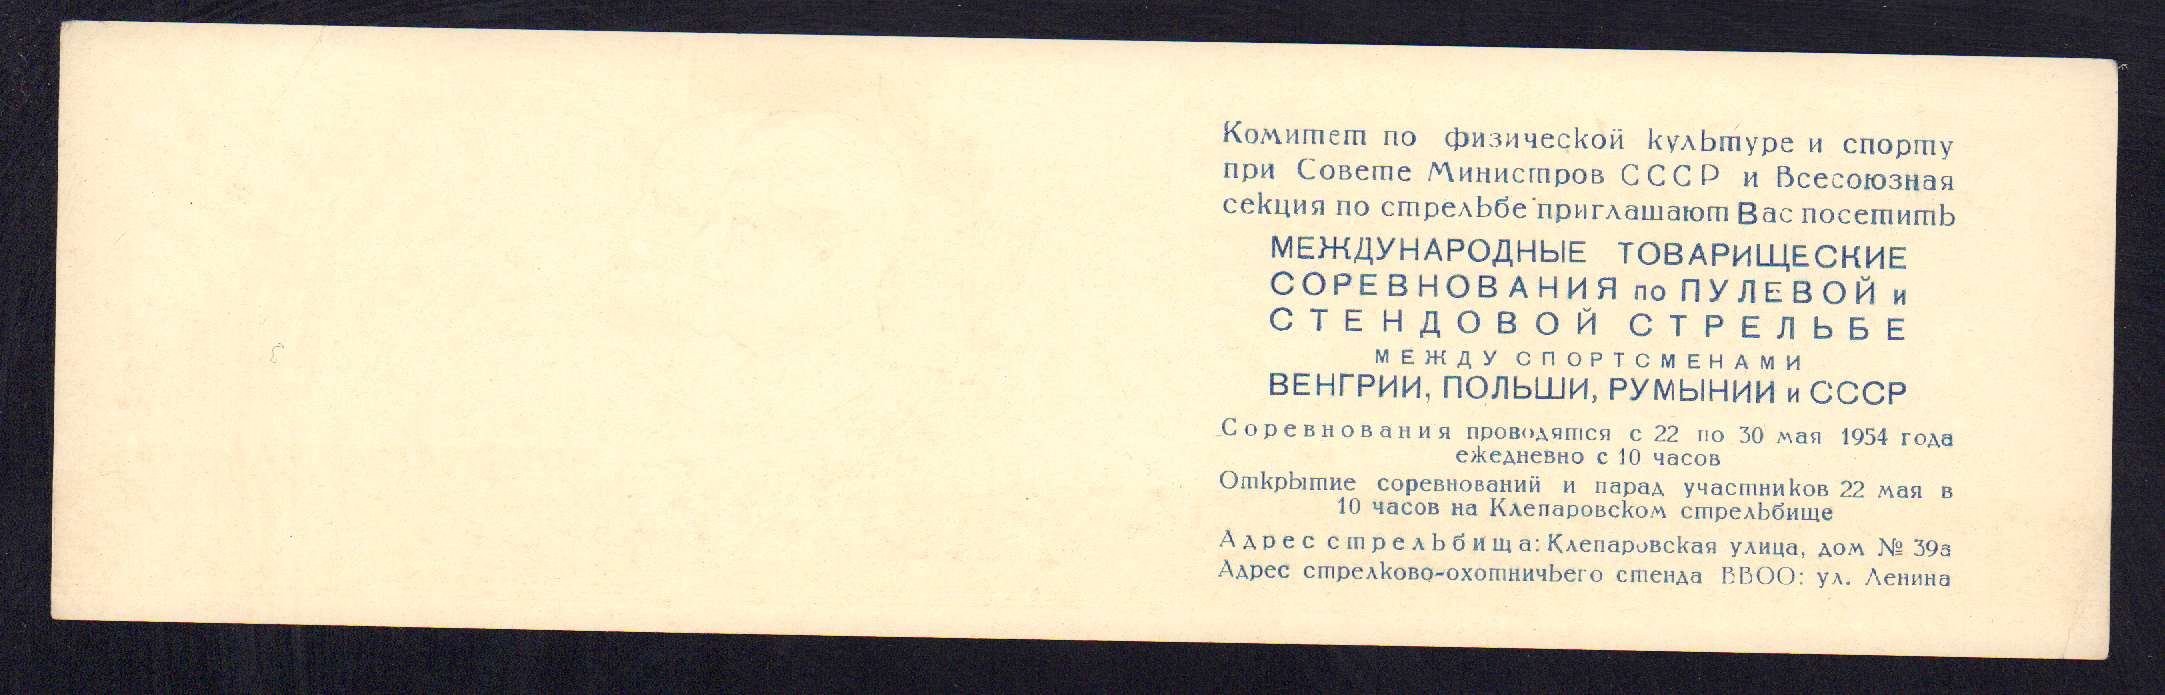 Комитет по физической культуре и спорту
при Совете Министров СССР и Всесоюзная
секция по стрельбе приглашают Вас посетить
МЕЖДУНАРОДНЫЕ ТОВАРИЩЕСКИЕ
СОРЕВНОВАНИЯ по ПУЛЕВОЙ и
СТЕНДОВОЙ СТРЕЛЬБЕ
МЕЖДУ СПОРТСМЕНАМИ
ВЕНГРИИ, ПОЛЬШИ, РУМЫНИИ и СССР
Соревнования проводятся с 22 по 30 мая 1954 года
ежедневно с 10 часов
Открытие соревнований и парад участников 22 мая в
10 часов на Клепаровском стрельбище
Адрес стрельбища: Клепаровская улица, дом № 39а
Адрес стрелково-охотничьего стенда ВВОО: ул. Ленина